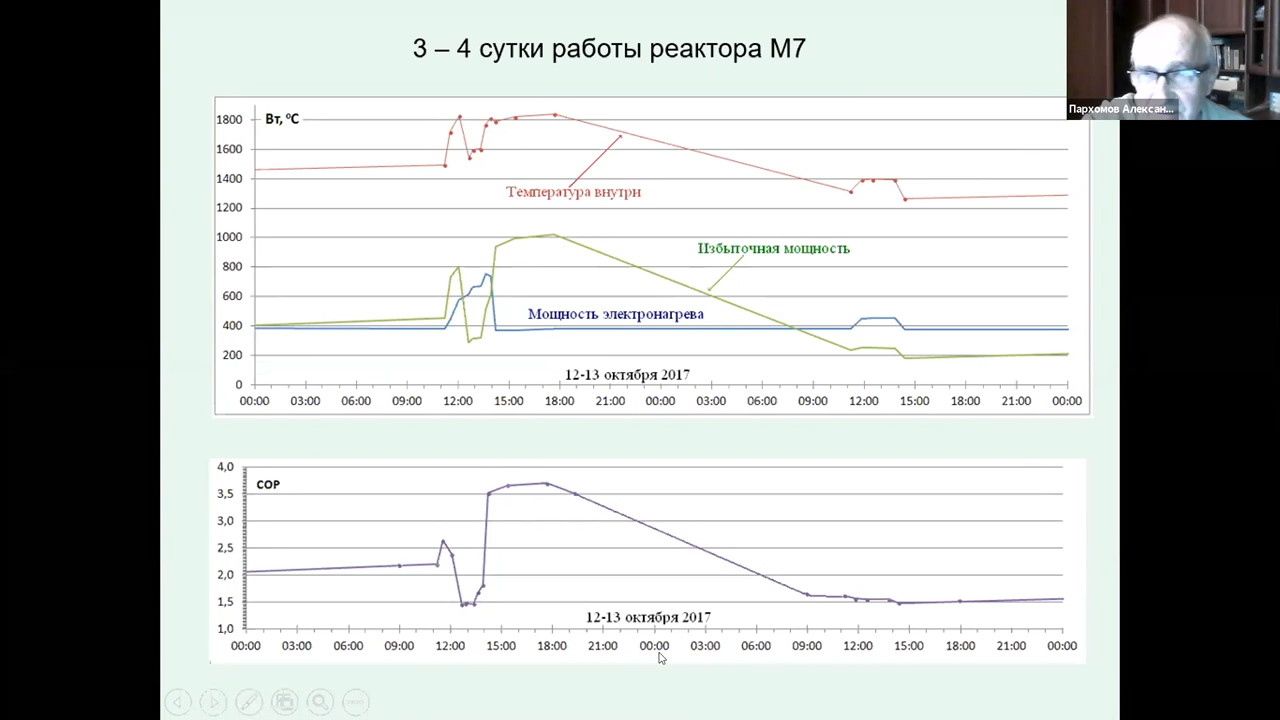 3 – 4 сутки работы реактора М7
Пархомов Алексан...
Вт, ºС
1800
1600
1400
1200
1000
800
600
400
200
0
Температура внутри
Избыточная мощность
Мощность электронагрева
12-13 октября 2017
00:00 03:00 06:00 09:00 12:00 15:00 18:00 21:00 00:00 03:00 06:00 09:00 12:00 15:00 18:00 21:00 00:00
COP
4,0
3,5
3,0
2,5
2,0
1,5
1,0
12-13 октября 2017
00:00 03:00 06:00 09:00 12:00 15:00 18:00 21:00 00:00 03:00 06:00 09:00 12:00 15:00 18:00 21:00 00:00